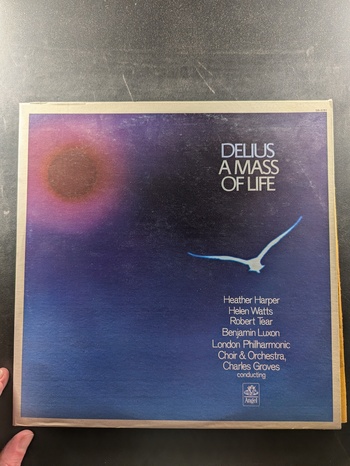 DELIUS
A MASS
OF LIFE
Heather Harper
Helen Watts
Robert Tear
Benjamin Luxon
London Philharmonic
Choir & Orchestra,
Charles Groves
conducting
Angel